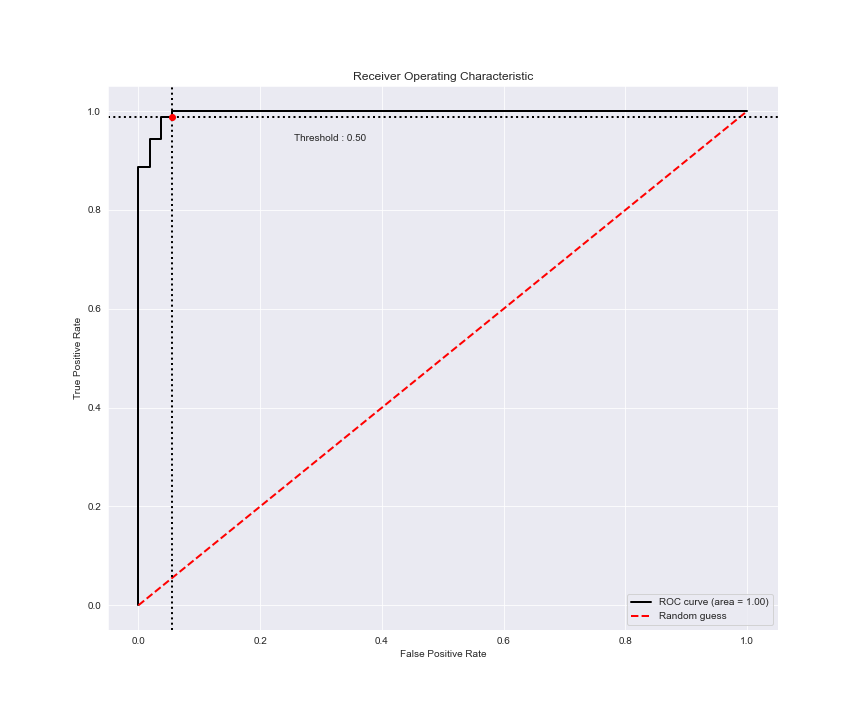 Receiver Operating Characteristic
1.0
0.8
0.6
0.4
0.2
0.0
True Positive Rate
Threshold : 0.50
ROC curve (area = 1.00)
Random guess
0.0 0.2 0.4 0.6 0.8 1.0
False Positive Rate